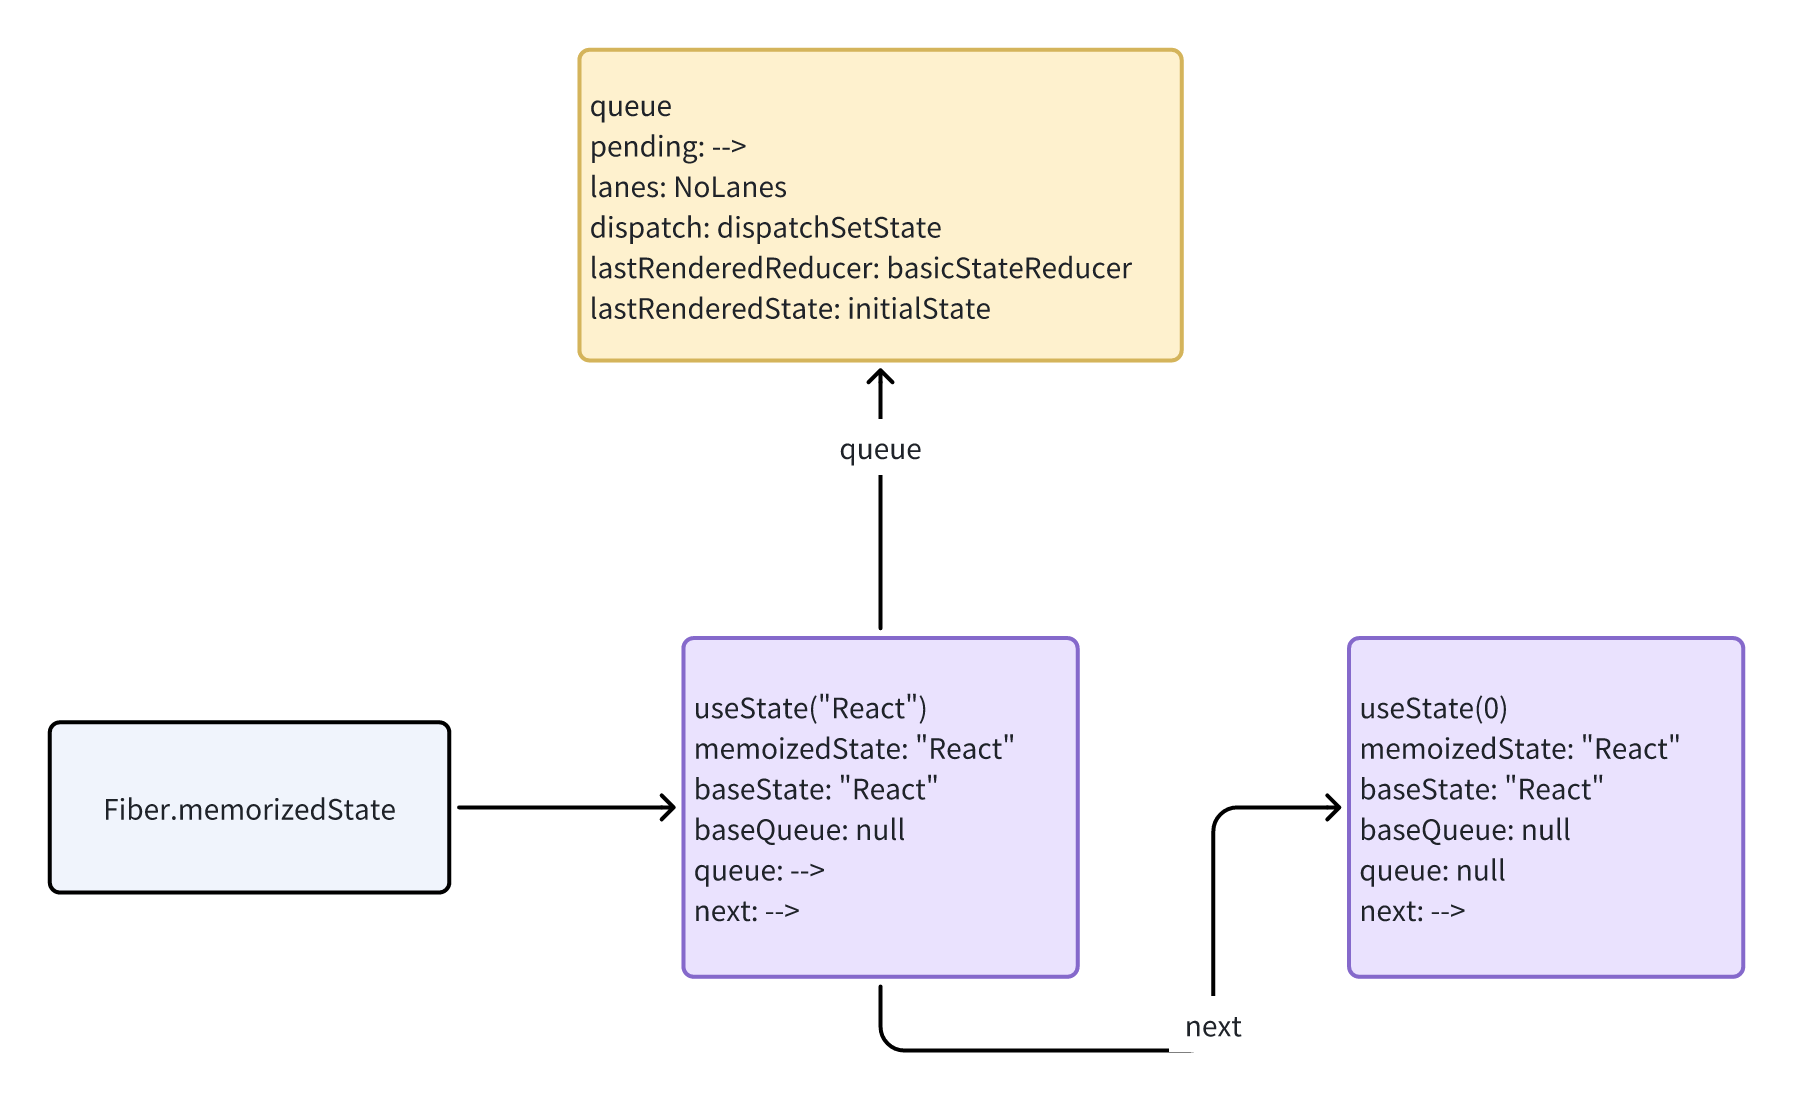 queue
pending: -->
lanes: NoLanes
dispatch: dispatchSetState
lastRenderedReducer: basicStateReducer
lastRenderedState: initialState
queue
Fiber.memorizedState
useState("React")
memoizedState: "React"
baseState: "React"
baseQueue: null
queue: -->
next: -->
useState(0)
memoizedState: "React"
baseState: "React"
baseQueue: null
queue: null
next: -->
next